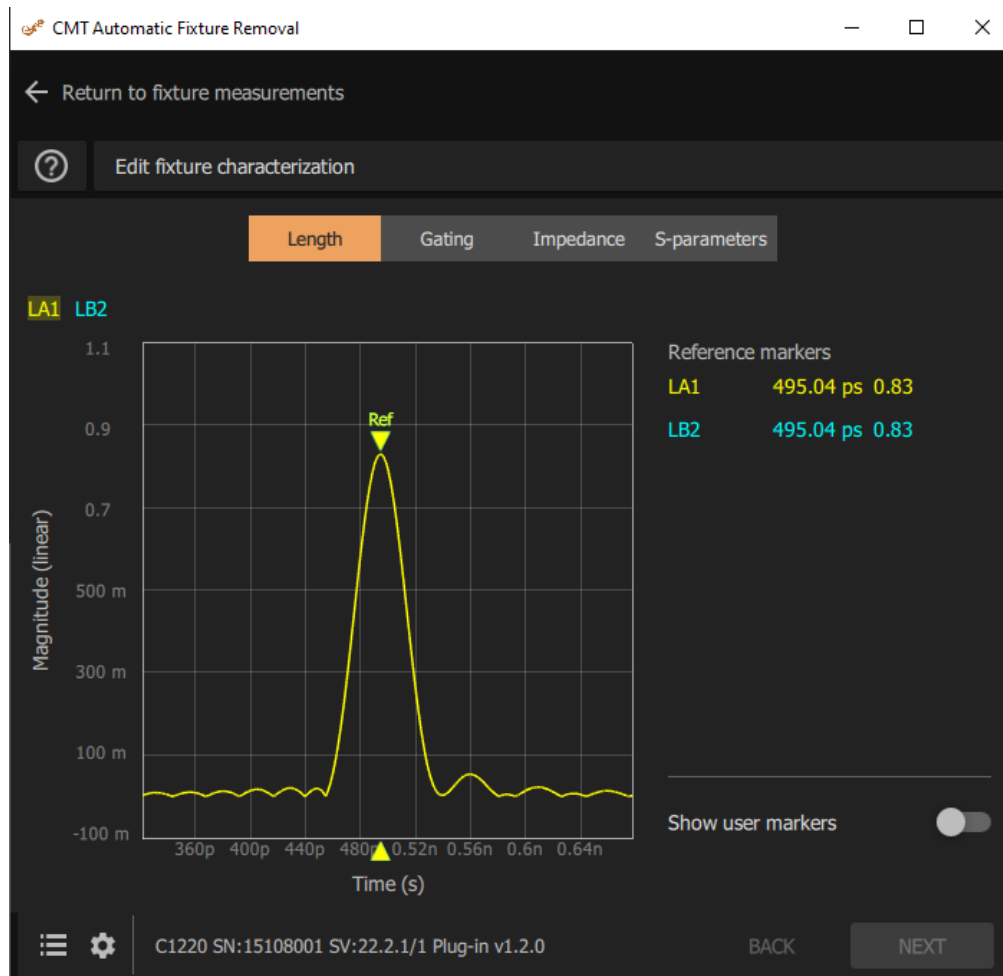 CMT Automatic Fixture Removal
Return to fixture measurements
? Edit fixture characterization
Length Gating Impedance S-parameters
LA1 LB2
Reference markers
LA1 495.04 ps 0.83
LB2 495.04 ps 0.83
Ref
Magnitude (linear)
1.1
0.9
0.7
500 m
300 m
100 m
-100 m
360p 400p 440p 480p 0.52n 0.56n 0.6n 0.64n
Time (s)
Show user markers
C1220 SN:15108001 SV:22.2.1/1 Plug-in v1.2.0
BACK NEXT